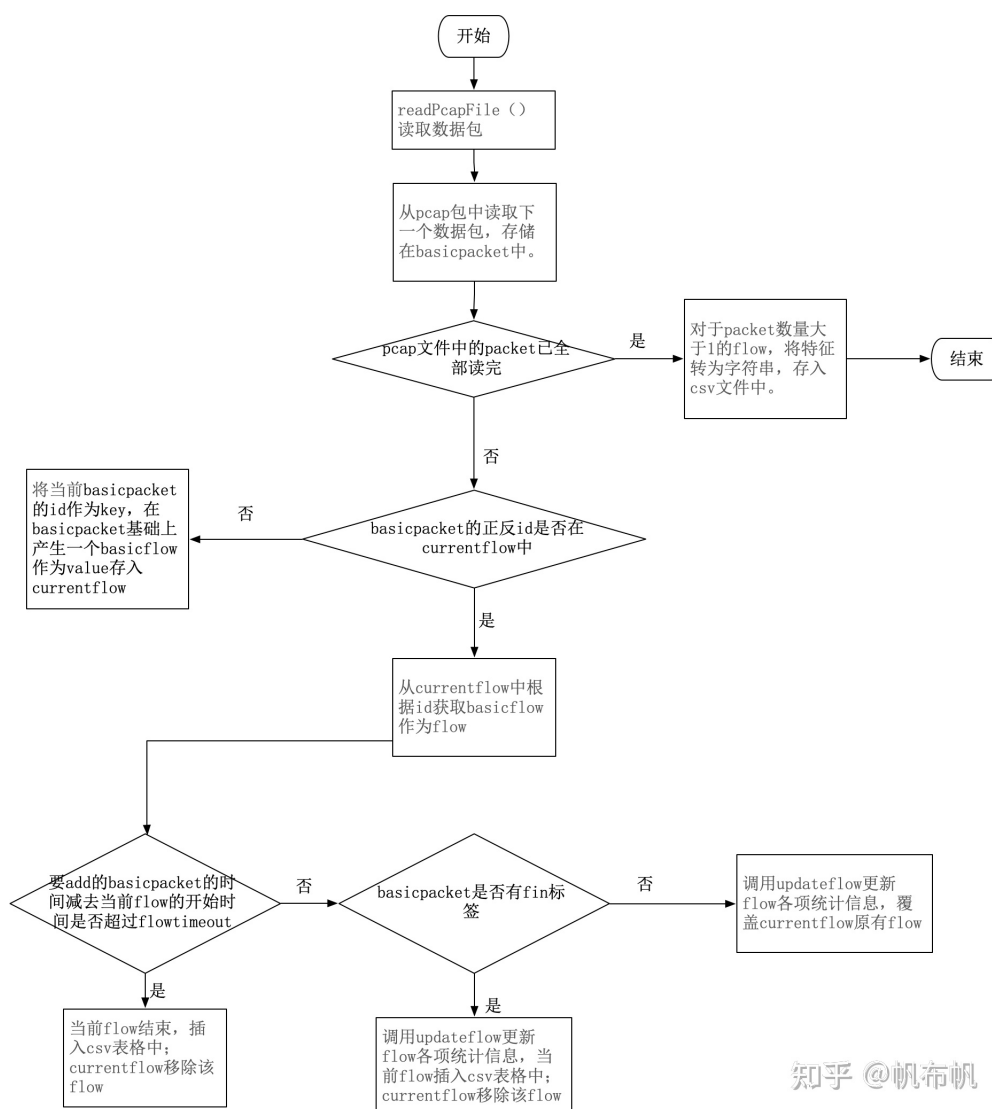 开始
readPcapFile（）
读取数据包
从pcap包中读取下
一个数据包，存储
在basicpacket中。
pcap文件中的packet已全
部读完
是
对于packet数量大
于1的flow，将特征
转为字符串，存入
csv文件中。
结束
否
basicpacket的正反id是否在
currentflow中
否
将当前basicpacket
的id作为key，在
basicpacket基础上
产生一个basicflow
作为value存入
currentflow
是
从currentflow中根
据id获取basicflow
作为flow
要add的basicpacket的时
间减去当前flow的开始时
间是否超过flowtimeout
否
basicpacket是否有fin标
签
否
调用updateflow更新
flow各项统计信息，覆
盖currentflow原有flow
是
当前flow结束，插
入csv表格中；
currentflow移除该
flow
是
调用updateflow更新
flow各项统计信息，当
前flow插入csv表格中；
currentflow移除该flow
知乎 @帆布帆